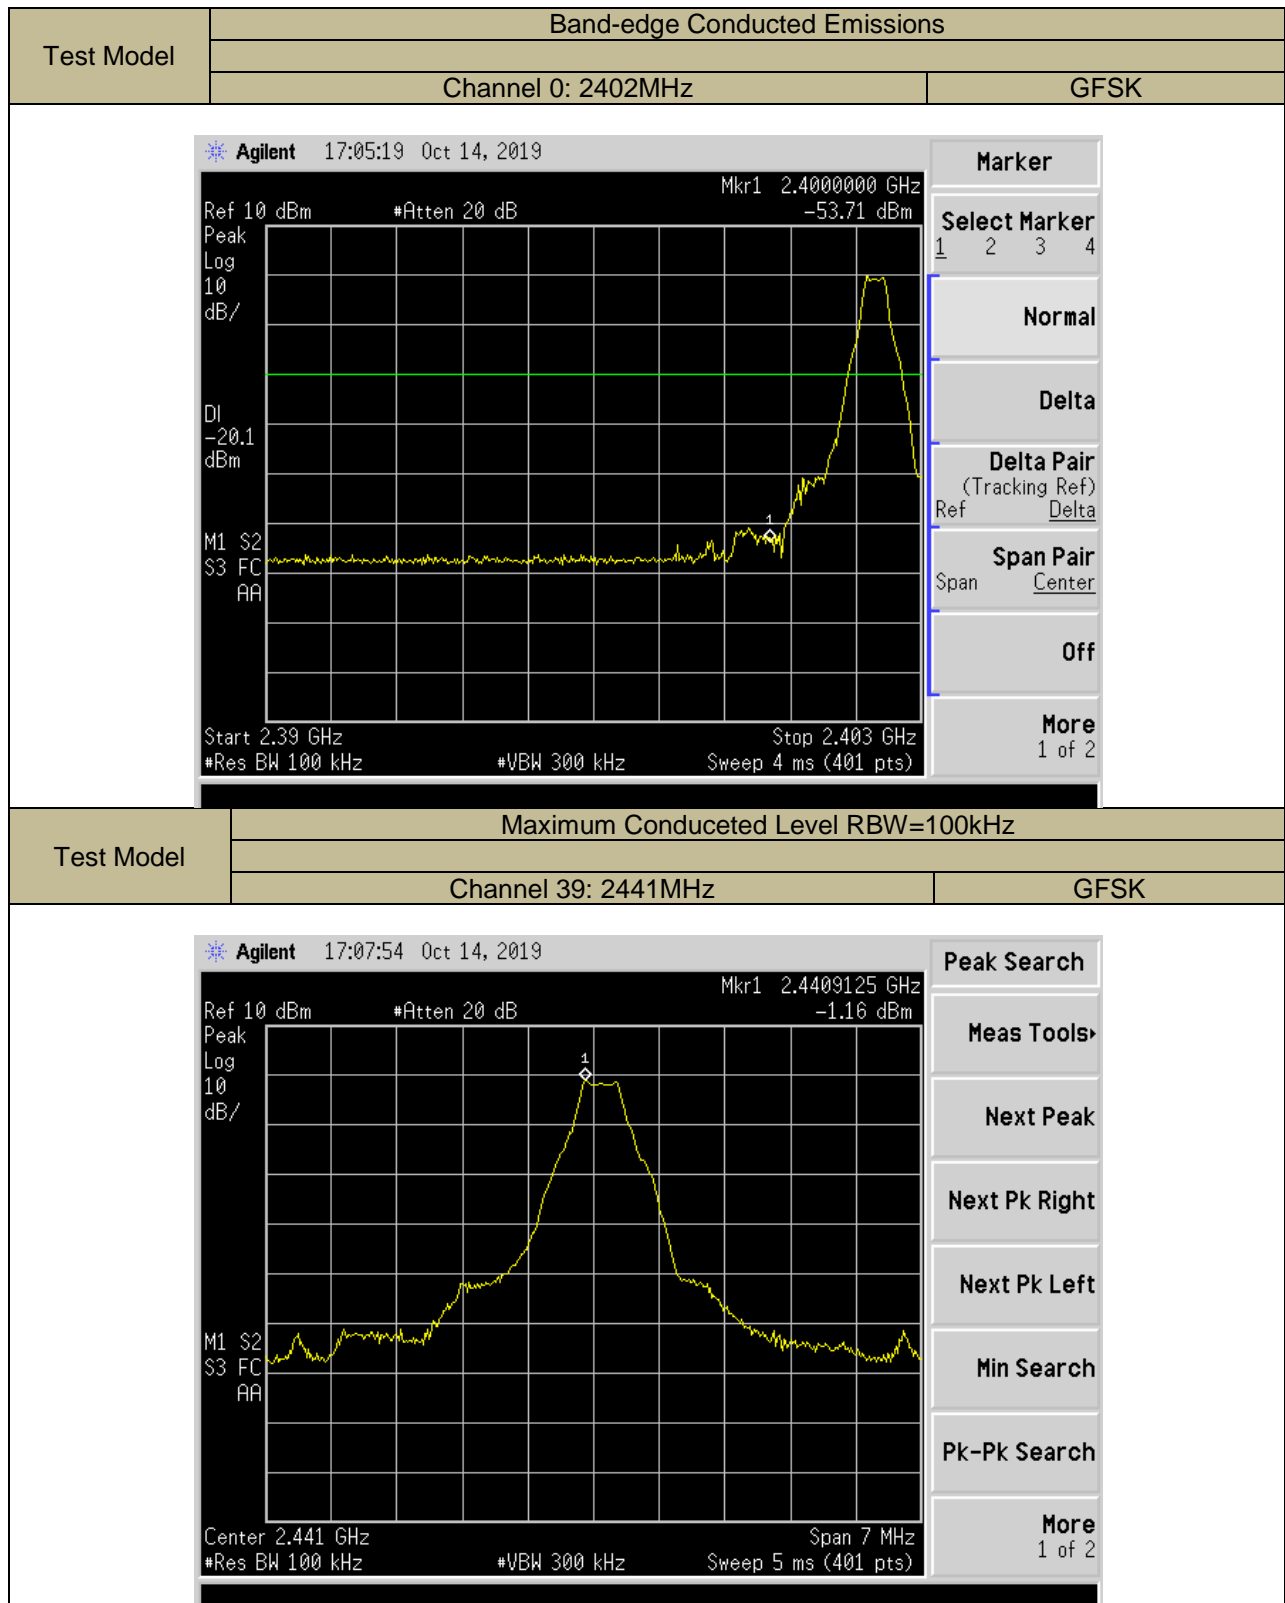 Test Model
Band-edge Conducted Emissions
Channel 0: 2402MHz GFSK
Agilent 17:05:19 Oct 14, 2019
Mkr1 2.4000000 GHz
Ref 10 dBm #Atten 20 dB -53.71 dBm
Peak
Log
10
dB/
DI
-20.1
dBm
1
M1 S2
S3 FC
AA
Start 2.39 GHz Stop 2.403 GHz
#Res BW 100 kHz #VBW 300 kHz Sweep 4 ms (401 pts)
Marker
Select Marker
1 2 3 4
Normal
Delta
Delta Pair
(Tracking Ref)
Ref Delta
Span Pair
Span Center
Off
More
1 of 2
Test Model
Maximum Conduceted Level RBW=100kHz
Channel 39: 2441MHz GFSK
Agilent 17:07:54 Oct 14, 2019
Mkr1 2.4409125 GHz
Ref 10 dBm #Atten 20 dB -1.16 dBm
Peak
Log
10
dB/
1
M1 S2
S3 FC
AA
Center 2.441 GHz Span 7 MHz
#Res BW 100 kHz #VBW 300 kHz Sweep 5 ms (401 pts)
Peak Search
Meas Tools
Next Peak
Next Pk Right
Next Pk Left
Min Search
Pk-Pk Search
More
1 of 2